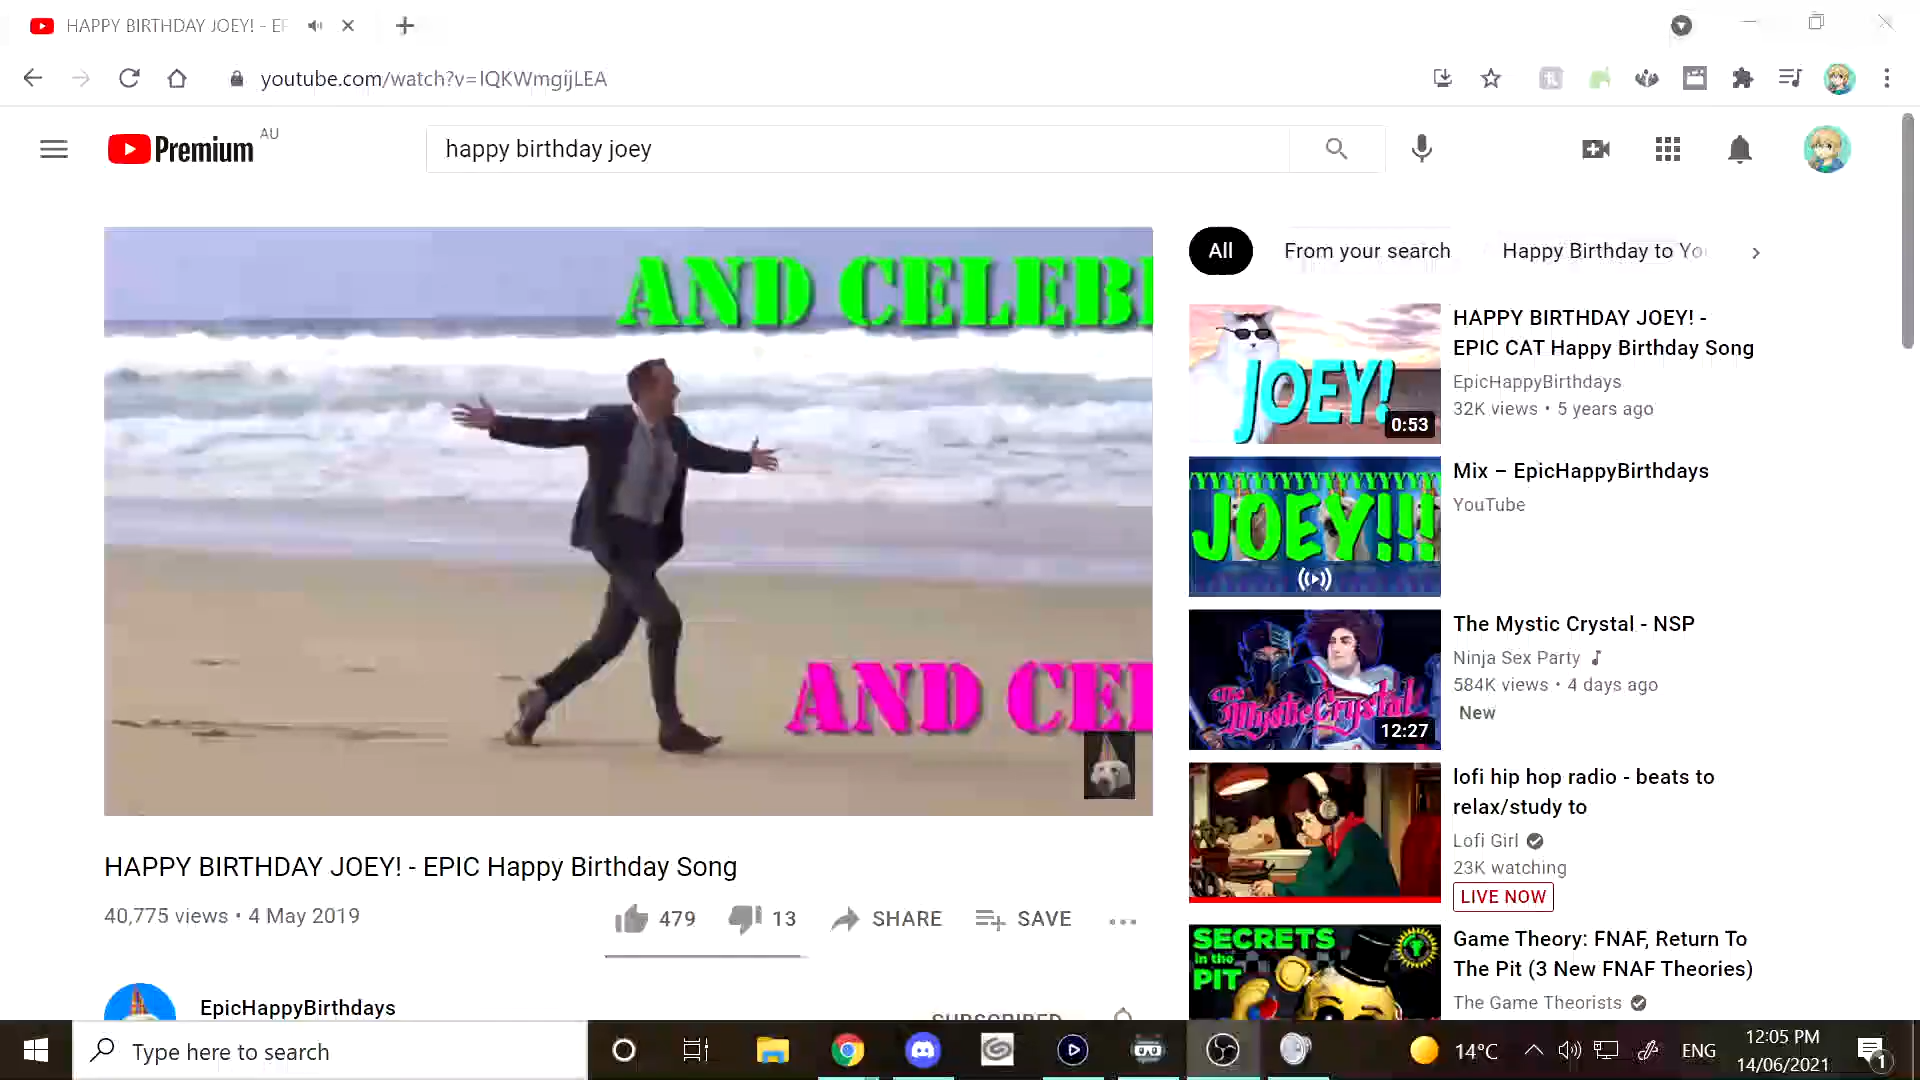 HAPPY BIRTHDAY JOEY! - EF
youtube.com/watch?v=IQKWmgijLEA
Premium AU
happy birthday joey
AND CELEB
AND CEL
All
From your search
Happy Birthday to Yo
JOEY!
0:53
HAPPY BIRTHDAY JOEY! -
EPIC CAT Happy Birthday Song
EpicHappyBirthdays
32K views • 5 years ago
JOEY!!!
Mix – EpicHappyBirthdays
YouTube
The Mystic Crystal
12:27
The Mystic Crystal - NSP
Ninja Sex Party
584K views • 4 days ago
New
lofi hip hop radio - beats to
relax/study to
Lofi Girl
23K watching
LIVE NOW
SECRETS
in the
PIT
Game Theory: FNAF, Return To
The Pit (3 New FNAF Theories)
The Game Theorists
HAPPY BIRTHDAY JOEY! - EPIC Happy Birthday Song
40,775 views • 4 May 2019
479
13
SHARE
SAVE
EpicHappyBirthdays
SUBSCRIBED
Type here to search
14°C
ENG
12:05 PM
14/06/2021
1